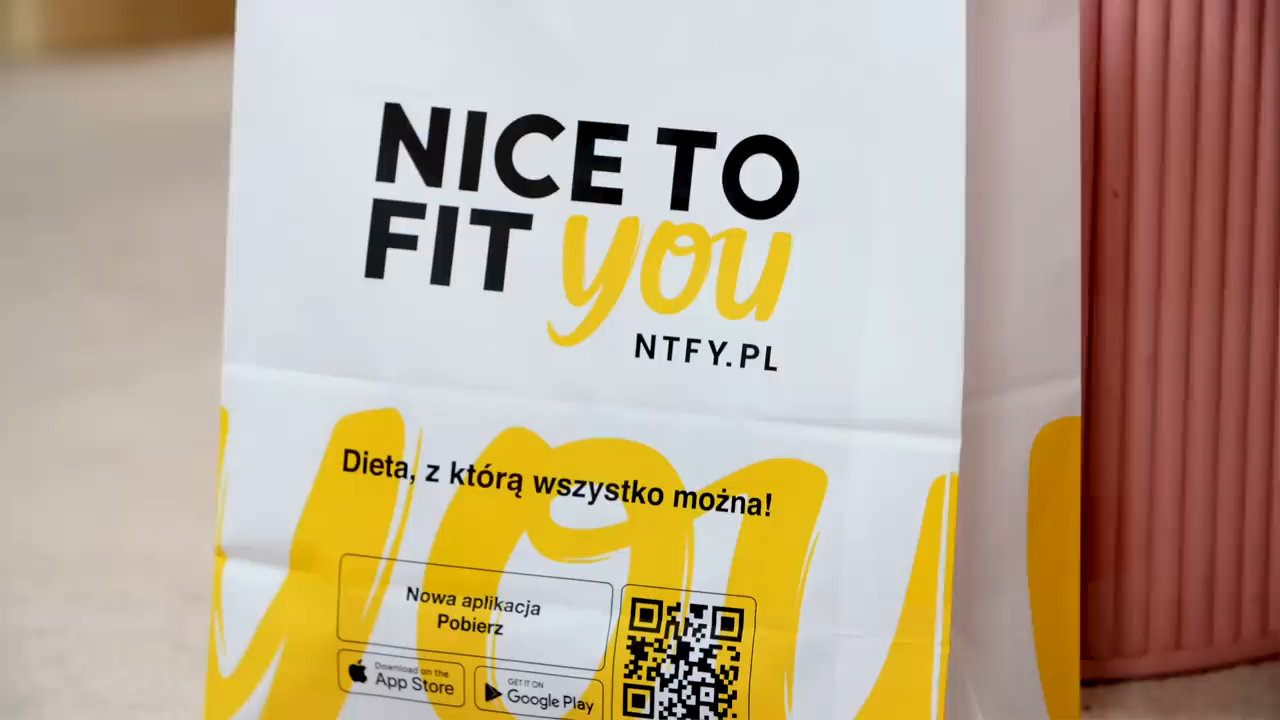 NICE TO
FIT you
NTFY.PL
Dieta, z którą wszystko można!
Nowa aplikacja
Pobierz
Download on the
App Store
GET IT ON
Google Play
you